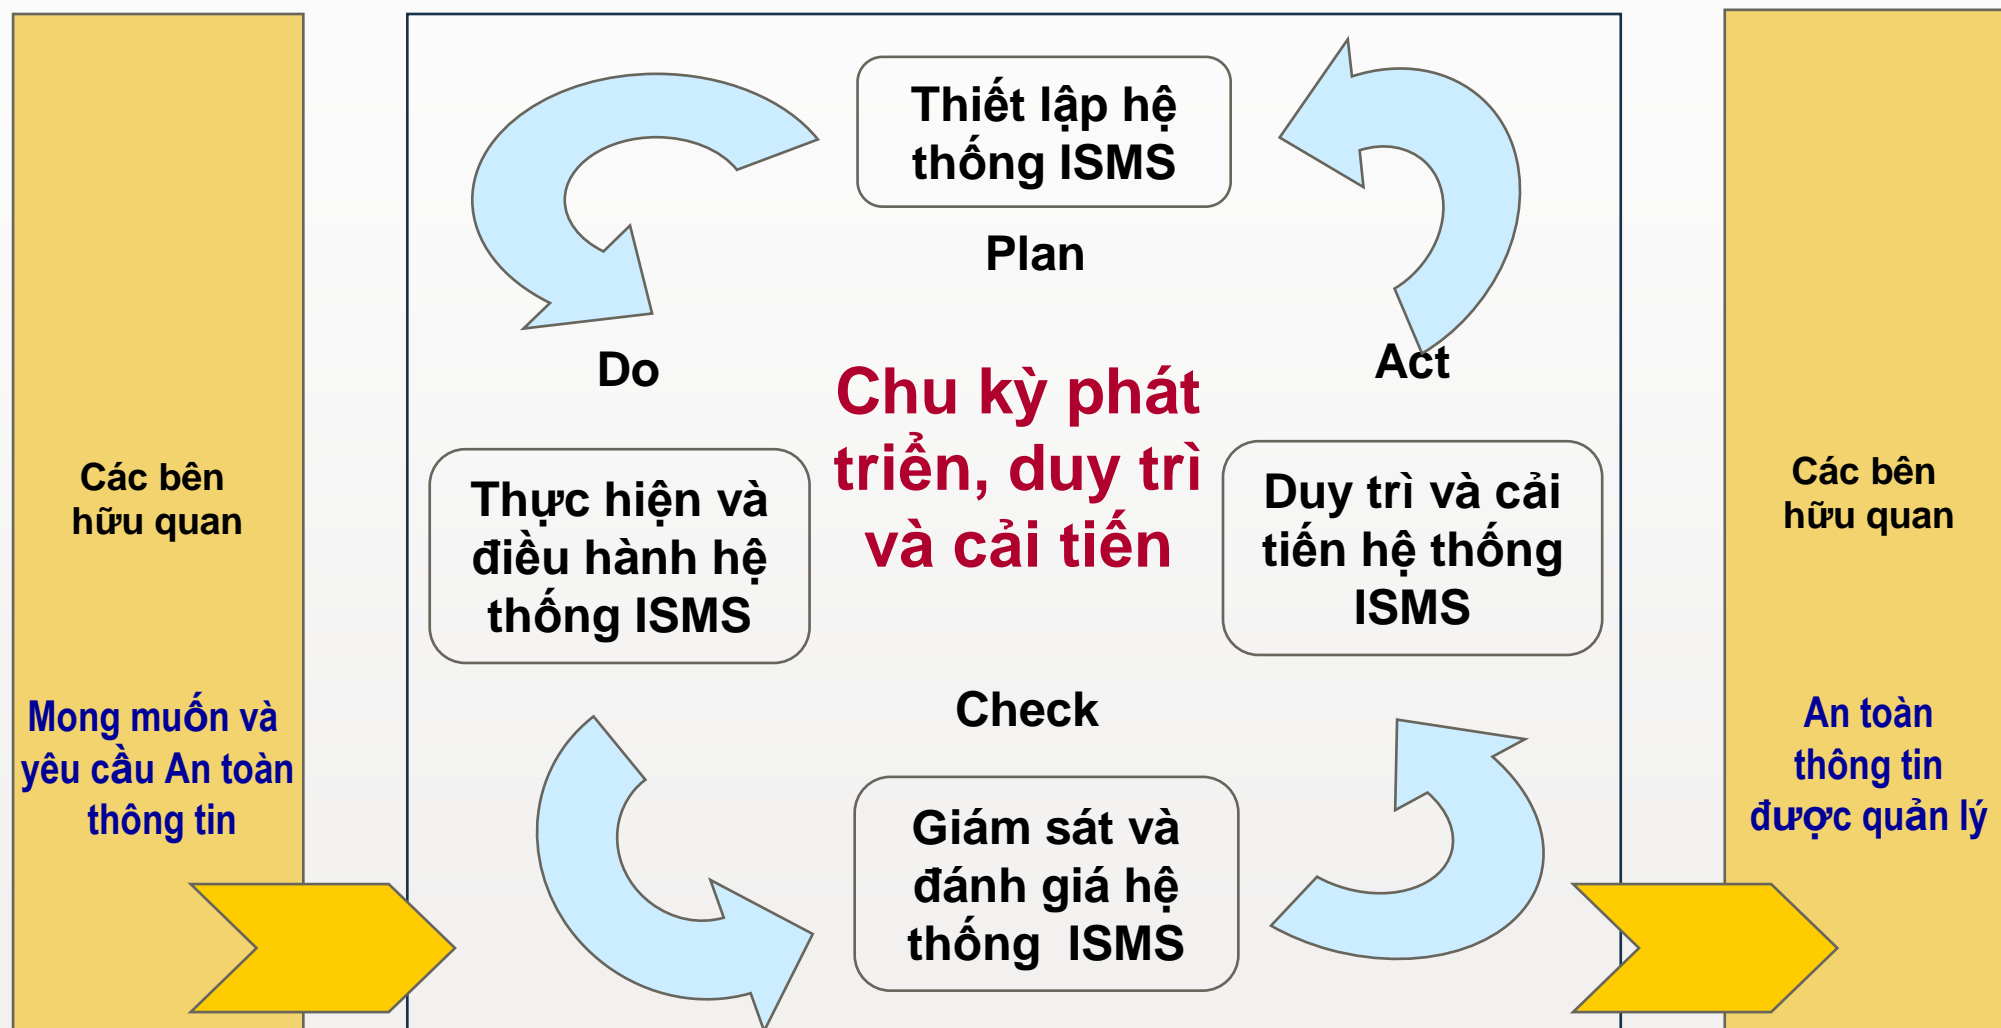 Thiết lập hệ
thống ISMS
Plan
Do
Act
Chu kỳ phát
triển, duy trì
và cải tiến
Các bên
hữu quan
Thực hiện và
điều hành hệ
thống ISMS
Duy trì và cải
tiến hệ thống
ISMS
Các bên
hữu quan
Mong muốn và
yêu cầu An toàn
thông tin
Check
Giám sát và
đánh giá hệ
thống  ISMS
An toàn
thông tin
được quản lý